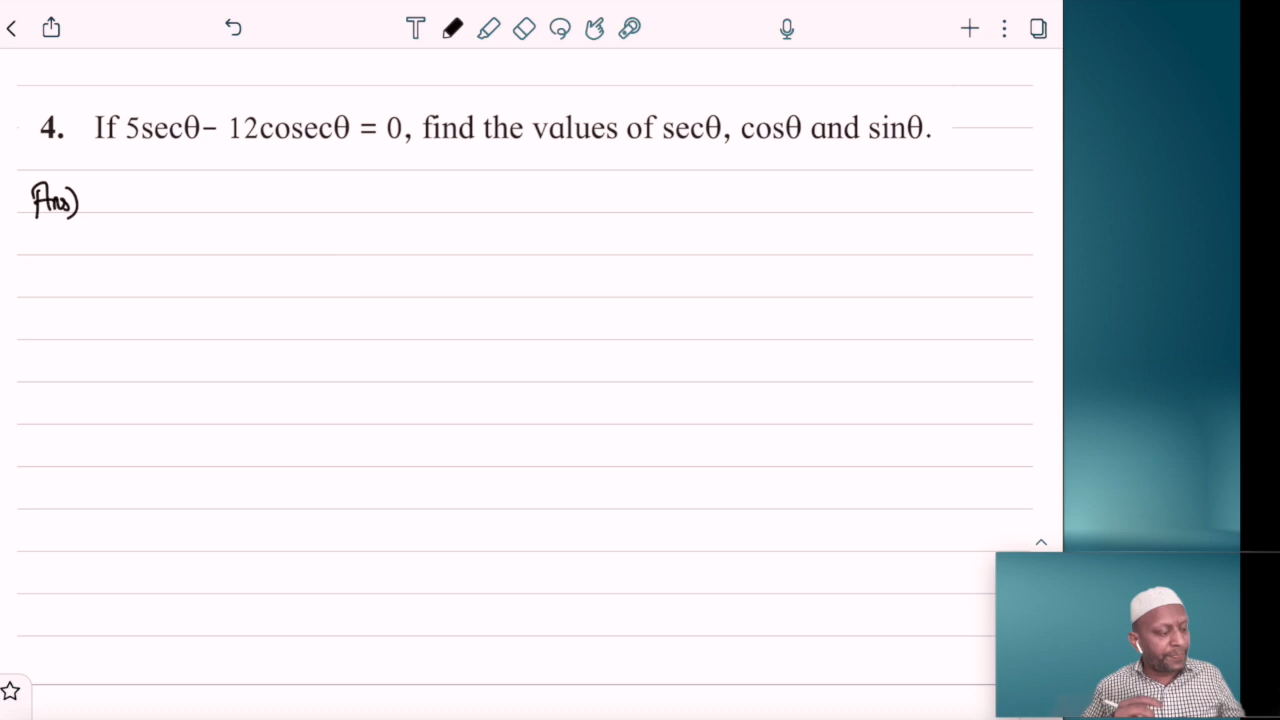 4. If 5secθ− 12cosecθ = 0, find the values of secθ, cosθ and sinθ.
Ans)